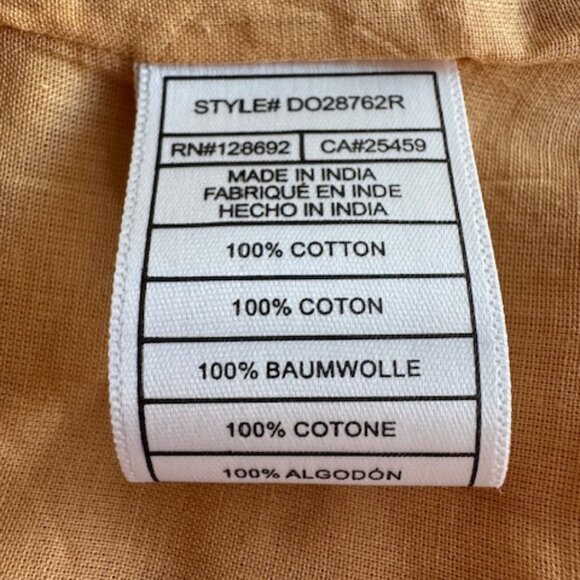 STYLE# DO28762R
RN#128692 CA#25459
MADE IN INDIA
FABRIQUÉ EN INDE
HECHO IN INDIA
100% COTTON
100% COTON
100% BAUMWOLLE
100% COTONE
100% ALGODÓN